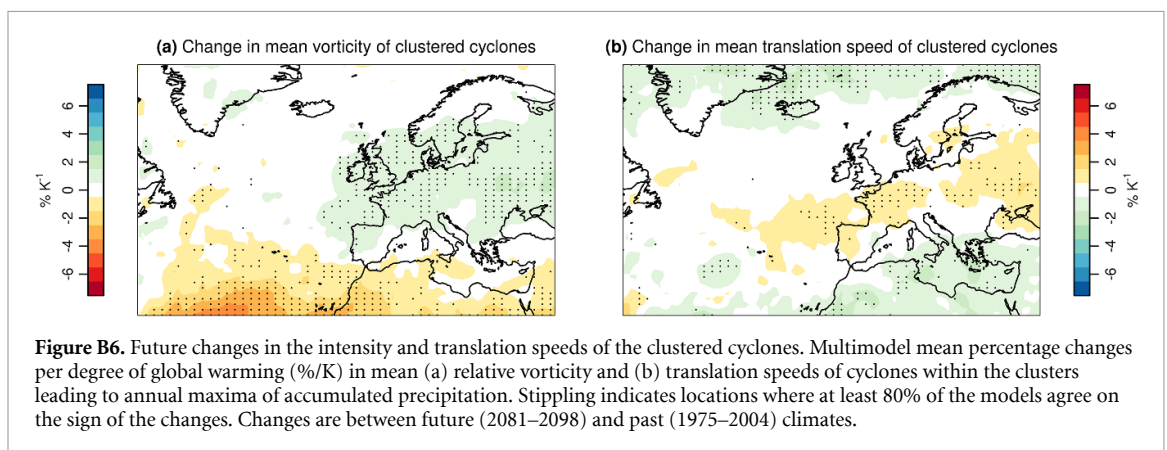 (a) Change in mean vorticity of clustered cyclones
(b) Change in mean translation speed of clustered cyclones
6
4
2
0
-2
-4
-6
% K⁻¹
6
4
2
0
-2
-4
-6
% K⁻¹
Figure B6. Future changes in the intensity and translation speeds of the clustered cyclones. Multimodel mean percentage changes
per degree of global warming (%/K) in mean (a) relative vorticity and (b) translation speeds of cyclones within the clusters
leading to annual maxima of accumulated precipitation. Stippling indicates locations where at least 80% of the models agree on
the sign of the changes. Changes are between future (2081–2098) and past (1975–2004) climates.